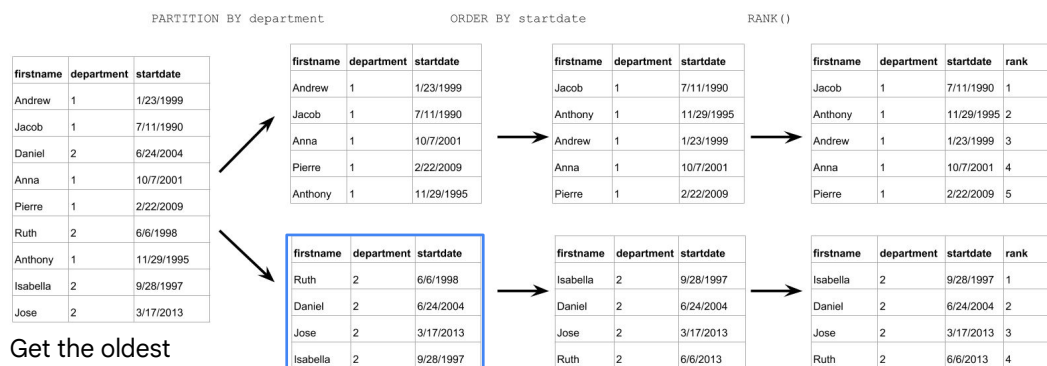 PARTITION BY department
ORDER BY startdate
RANK()
firstname department startdate
Andrew 1 1/23/1999
Jacob 1 7/11/1990
Daniel 2 6/24/2004
Anna 1 10/7/2001
Pierre 1 2/22/2009
Ruth 2 6/6/1998
Anthony 1 11/29/1995
Isabella 2 9/28/1997
Jose 2 3/17/2013
Get the oldest
firstname department startdate
Andrew 1 1/23/1999
Jacob 1 7/11/1990
Anna 1 10/7/2001
Pierre 1 2/22/2009
Anthony 1 11/29/1995
firstname department startdate
Jacob 1 7/11/1990
Anthony 1 11/29/1995
Andrew 1 1/23/1999
Anna 1 10/7/2001
Pierre 1 2/22/2009
firstname department startdate rank
Jacob 1 7/11/1990 1
Anthony 1 11/29/1995 2
Andrew 1 1/23/1999 3
Anna 1 10/7/2001 4
Pierre 1 2/22/2009 5
firstname department startdate
Ruth 2 6/6/1998
Daniel 2 6/24/2004
Jose 2 3/17/2013
Isabella 2 9/28/1997
firstname department startdate
Isabella 2 9/28/1997
Daniel 2 6/24/2004
Jose 2 3/17/2013
Ruth 2 6/6/2013
firstname department startdate rank
Isabella 2 9/28/1997 1
Daniel 2 6/24/2004 2
Jose 2 3/17/2013 3
Ruth 2 6/6/2013 4